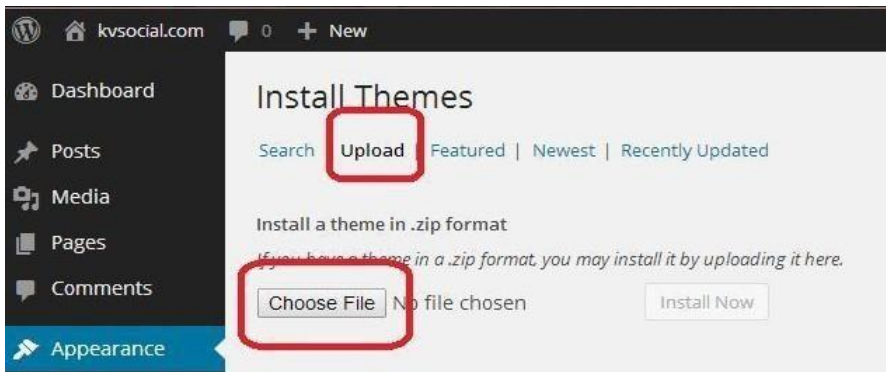 kvsocial.com 0 + New
Dashboard
Posts
Media
Pages
Comments
Appearance
Install Themes
Search Upload | Featured | Newest | Recently Updated
Install a theme in .zip format
If you have a theme in a .zip format, you may install it by uploading it here.
Choose File No file chosen Install Now